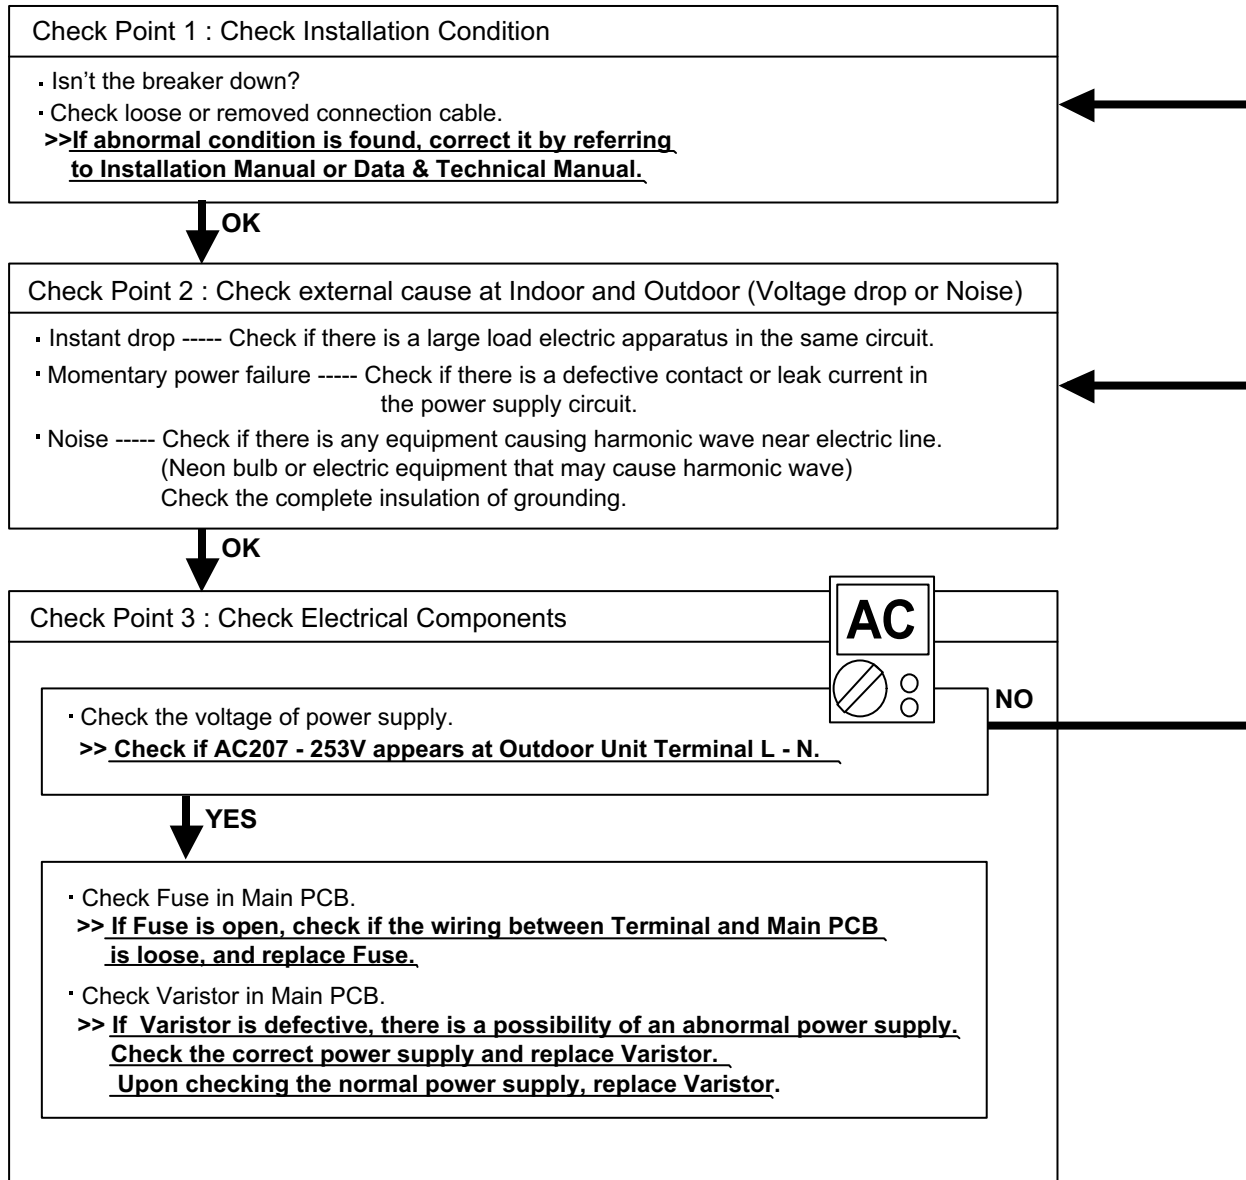 Check Point 1 : Check Installation Condition
· Isn't the breaker down?
· Check loose or removed connection cable.
>>If abnormal condition is found, correct it by referring
to Installation Manual or Data & Technical Manual.
OK
Check Point 2 : Check external cause at Indoor and Outdoor (Voltage drop or Noise)
· Instant drop ----- Check if there is a large load electric apparatus in the same circuit.
· Momentary power failure ----- Check if there is a defective contact or leak current in
the power supply circuit.
· Noise ----- Check if there is any equipment causing harmonic wave near electric line.
(Neon bulb or electric equipment that may cause harmonic wave)
Check the complete insulation of grounding.
OK
Check Point 3 : Check Electrical Components
AC
· Check the voltage of power supply.
>> Check if AC207 - 253V appears at Outdoor Unit Terminal L - N.
NO
YES
· Check Fuse in Main PCB.
>> If Fuse is open, check if the wiring between Terminal and Main PCB
is loose, and replace Fuse.
· Check Varistor in Main PCB.
>> If Varistor is defective, there is a possibility of an abnormal power supply.
Check the correct power supply and replace Varistor.
Upon checking the normal power supply, replace Varistor.